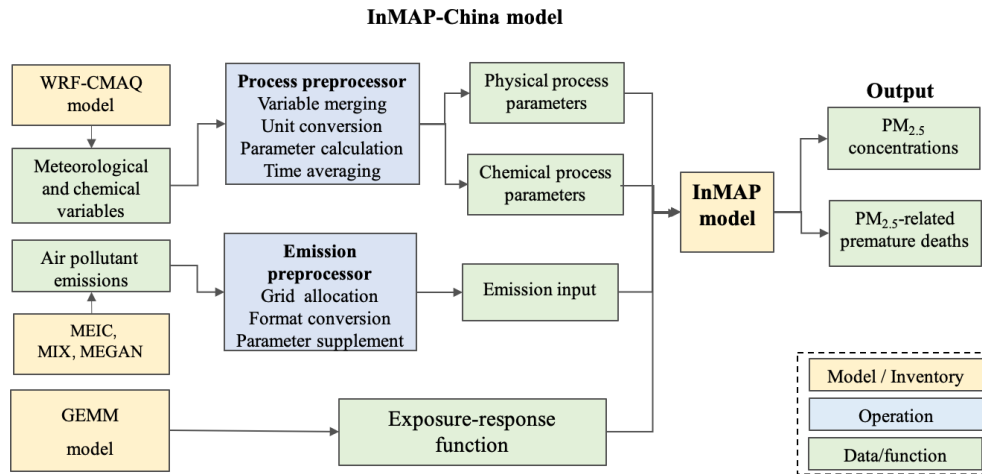 InMAP-China model
WRF-CMAQ
model
Meteorological
and chemical
variables
Process preprocessor
Variable merging
Unit conversion
Parameter calculation
Time averaging
Physical process
parameters
Chemical process
parameters
Air pollutant
emissions
MEIC,
MIX, MEGAN
Emission
preprocessor
Grid allocation
Format conversion
Parameter supplement
Emission input
GEMM
model
Exposure-response
function
InMAP
model
Output
PM2.5
concentrations
PM2.5-related
premature deaths
Model / Inventory
Operation
Data/function